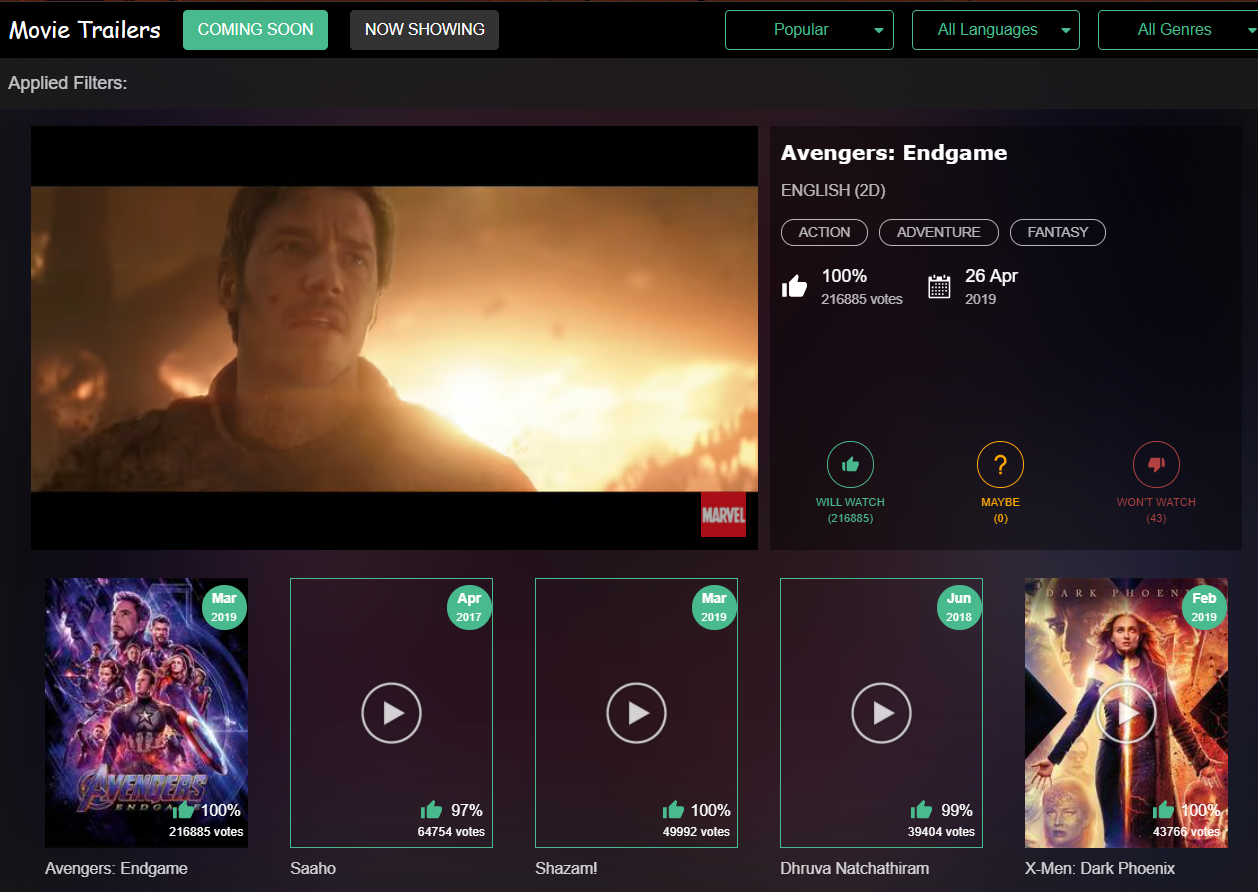 Movie Trailers
COMING SOON
NOW SHOWING
Popular
All Languages
All Genres
Applied Filters:
Avengers: Endgame
ENGLISH (2D)
ACTION
ADVENTURE
FANTASY
100%
216885 votes
26 Apr
2019
WILL WATCH
(216885)
MAYBE
(0)
WON'T WATCH
(43)
MARVEL
Mar
2019
AVENGERS
ENDGAME
100%
216885 votes
Avengers: Endgame
Apr
2017
97%
64754 votes
Saaho
Mar
2019
100%
49992 votes
Shazam!
Jun
2018
99%
39404 votes
Dhruva Natchathiram
DARK PHOENI
Feb
2019
100%
43766 votes
X-Men: Dark Phoenix